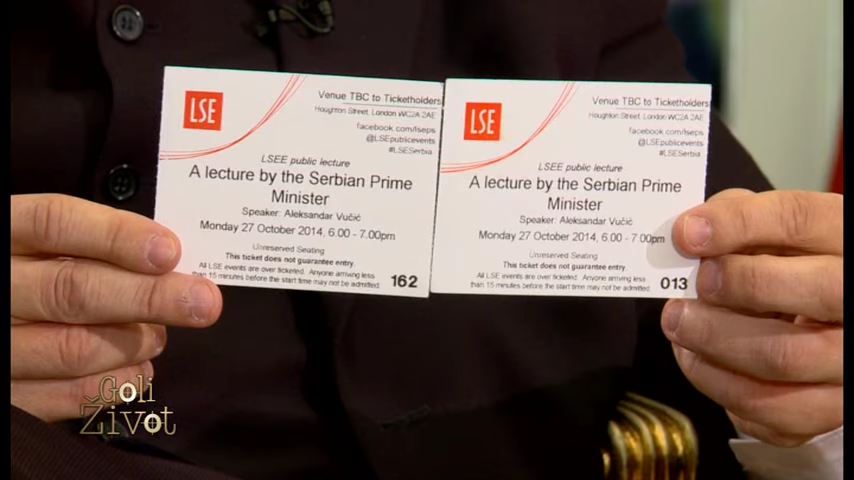 LSE
Venue TBC to Ticketholders
Houghton Street, London WC2A 2AE
facebook.com/lseps
@LSEpublicevents
#LSESerbia
LSEE public lecture
A lecture by the Serbian Prime
Minister
Speaker: Aleksandar Vučić
Monday 27 October 2014, 6.00 - 7.00pm
Unreserved Seating
This ticket does not guarantee entry.
All LSE events are over ticketed. Anyone arriving less
than 15 minutes before the start time may not be admitted.
162
LSE
Venue TBC to Ticketholders
Houghton Street, London WC2A 2AE
facebook.com/lseps
@LSEpublicevents
#LSESerbia
LSEE public lecture
A lecture by the Serbian Prime
Minister
Speaker: Aleksandar Vučić
Monday 27 October 2014, 6.00 - 7.00pm
Unreserved Seating
This ticket does not guarantee entry.
All LSE events are over ticketed. Anyone arriving less
than 15 minutes before the start time may not be admitted.
013
Goli
Život